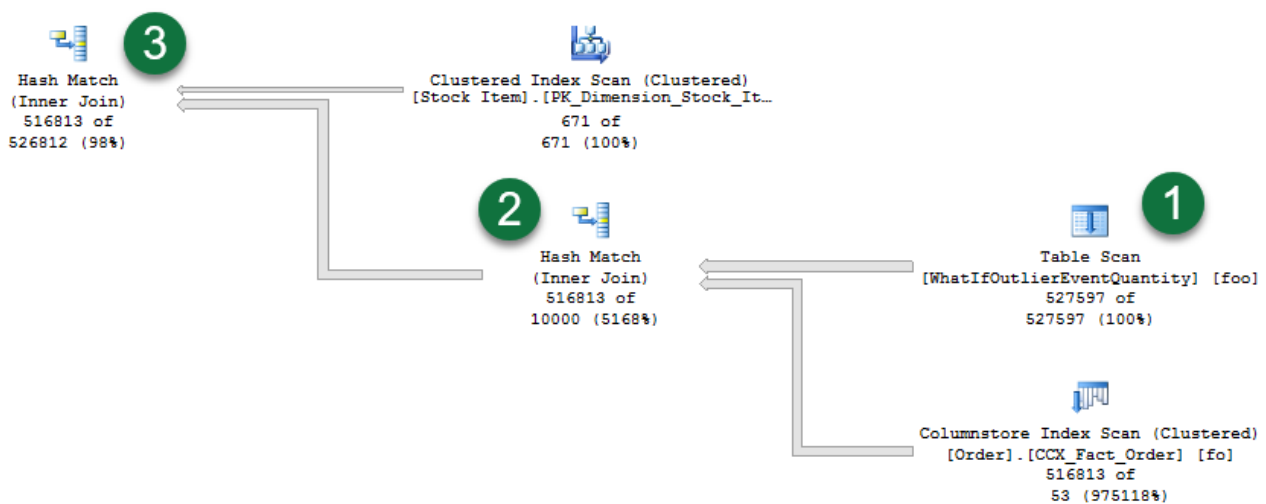 3
Hash Match
(Inner Join)
516813 of
526812 (98%)
Clustered Index Scan (Clustered)
[Stock Item].[PK_Dimension_Stock_It…
671 of
671 (100%)
2
Hash Match
(Inner Join)
516813 of
10000 (5168%)
1
Table Scan
[WhatIfOutlierEventQuantity] [foo]
527597 of
527597 (100%)
Columnstore Index Scan (Clustered)
[Order].[CCX_Fact_Order] [fo]
516813 of
53 (975118%)